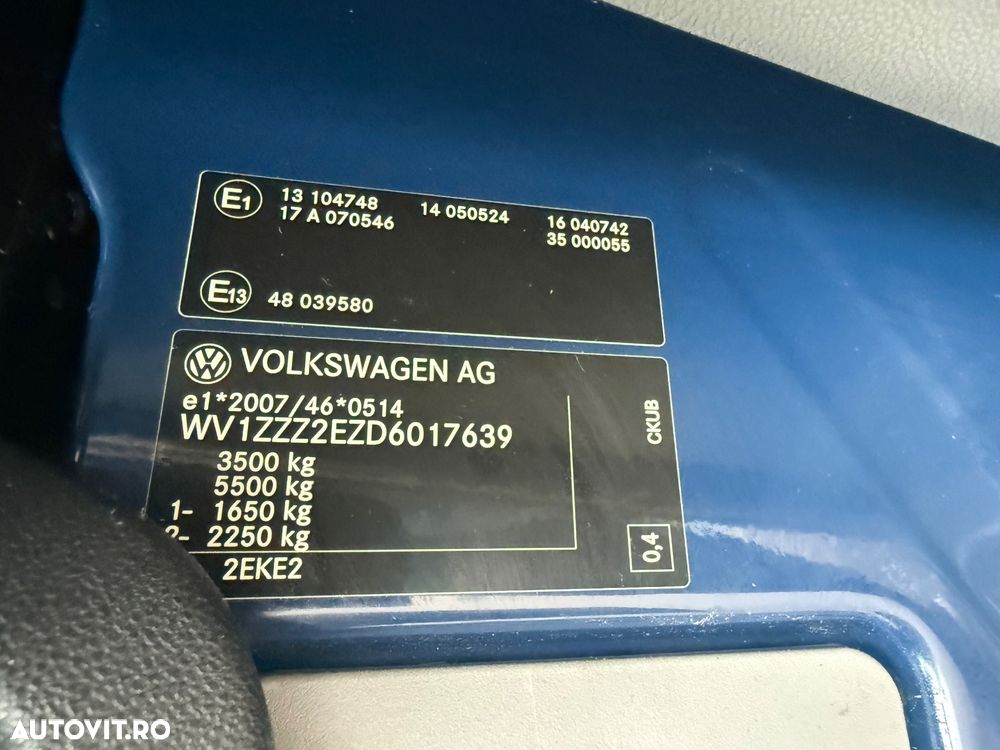 E1 13 104748 14 050524 16 040742
17 A 070546 35 000055
E13 48 039580
VW VOLKSWAGEN AG
e1*2007/46*0514
WV1ZZZ2EZD6017639
3500 kg
5500 kg
1- 1650 kg
2- 2250 kg
2EKE2
CKUB
0,4
AUTOVIT.RO